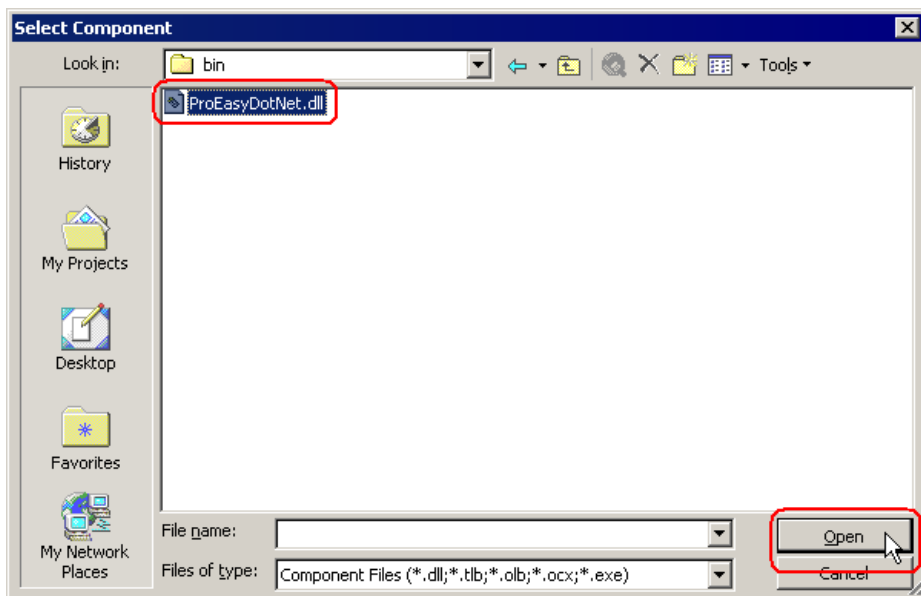 Select Component
Look in:
bin
Tools
ProEasyDotNet.dll
History
My Projects
Desktop
Favorites
My Network
Places
File name:
Open
Files of type:
Component Files (*.dll;*.tlb;*.olb;*.ocx;*.exe)
Cancel